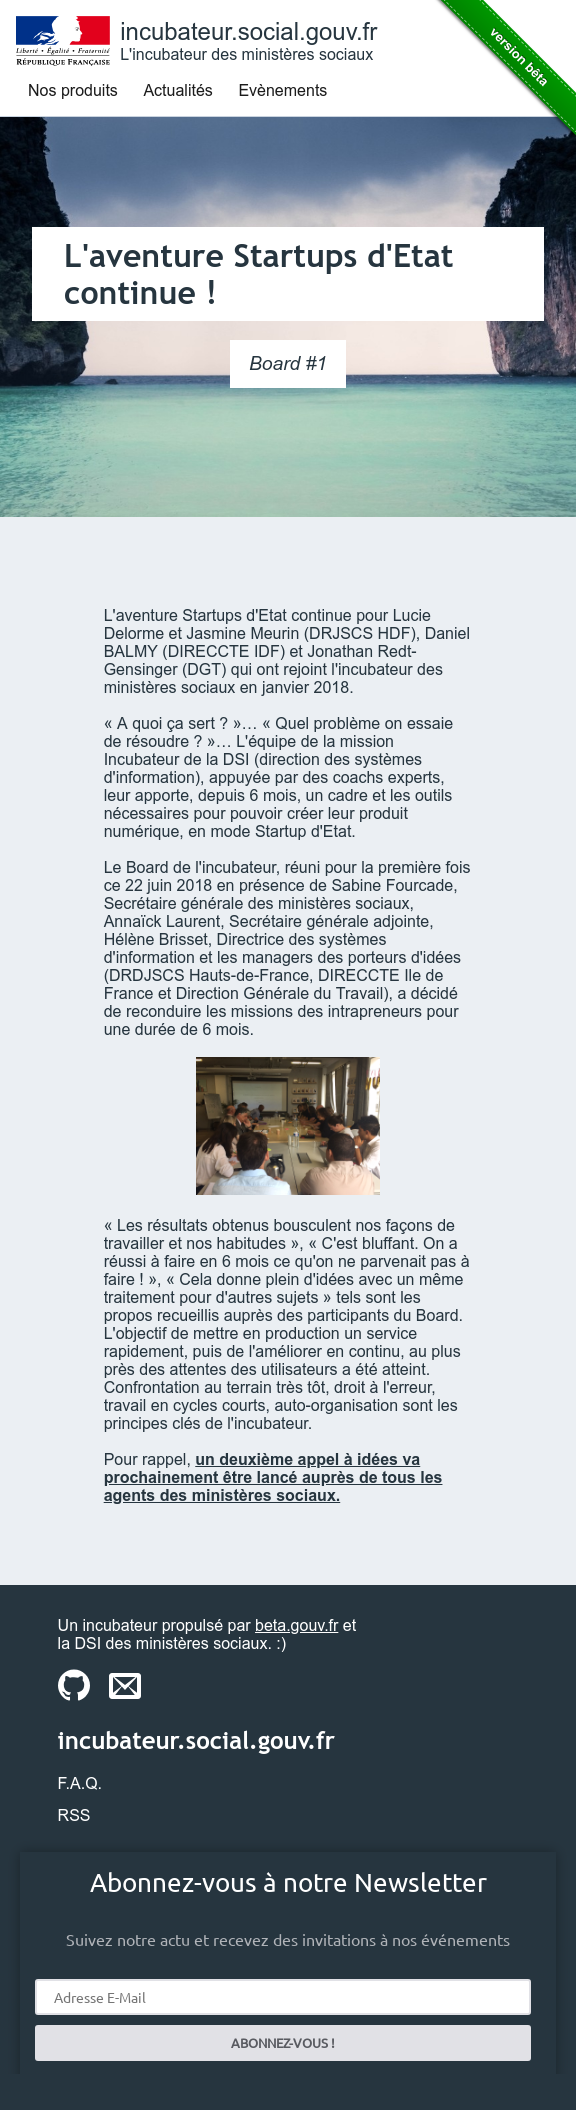 Liberté • Égalité • Fraternité
RÉPUBLIQUE FRANÇAISE
incubateur.social.gouv.fr
L'incubateur des ministères sociaux
version bêta
Nos produits Actualités Evènements
L'aventure Startups d'Etat
continue !
Board #1
L'aventure Startups d'Etat continue pour Lucie
Delorme et Jasmine Meurin (DRJSCS HDF), Daniel
BALMY (DIRECCTE IDF) et Jonathan Redt-
Gensinger (DGT) qui ont rejoint l'incubateur des
ministères sociaux en janvier 2018.
« A quoi ça sert ? »… « Quel problème on essaie
de résoudre ? »… L'équipe de la mission
Incubateur de la DSI (direction des systèmes
d'information), appuyée par des coachs experts,
leur apporte, depuis 6 mois, un cadre et les outils
nécessaires pour pouvoir créer leur produit
numérique, en mode Startup d'Etat.
Le Board de l'incubateur, réuni pour la première fois
ce 22 juin 2018 en présence de Sabine Fourcade,
Secrétaire générale des ministères sociaux,
Annaïck Laurent, Secrétaire générale adjointe,
Hélène Brisset, Directrice des systèmes
d'information et les managers des porteurs d'idées
(DRDJSCS Hauts-de-France, DIRECCTE Ile de
France et Direction Générale du Travail), a décidé
de reconduire les missions des intrapreneurs pour
une durée de 6 mois.
« Les résultats obtenus bousculent nos façons de
travailler et nos habitudes », « C'est bluffant. On a
réussi à faire en 6 mois ce qu'on ne parvenait pas à
faire ! », « Cela donne plein d'idées avec un même
traitement pour d'autres sujets » tels sont les
propos recueillis auprès des participants du Board.
L'objectif de mettre en production un service
rapidement, puis de l'améliorer en continu, au plus
près des attentes des utilisateurs a été atteint.
Confrontation au terrain très tôt, droit à l'erreur,
travail en cycles courts, auto-organisation sont les
principes clés de l'incubateur.
Pour rappel, un deuxième appel à idées va
prochainement être lancé auprès de tous les
agents des ministères sociaux.
Un incubateur propulsé par beta.gouv.fr et
la DSI des ministères sociaux. :)
incubateur.social.gouv.fr
F.A.Q.
RSS
Abonnez-vous à notre Newsletter
Suivez notre actu et recevez des invitations à nos événements
Adresse E-Mail
ABONNEZ-VOUS !